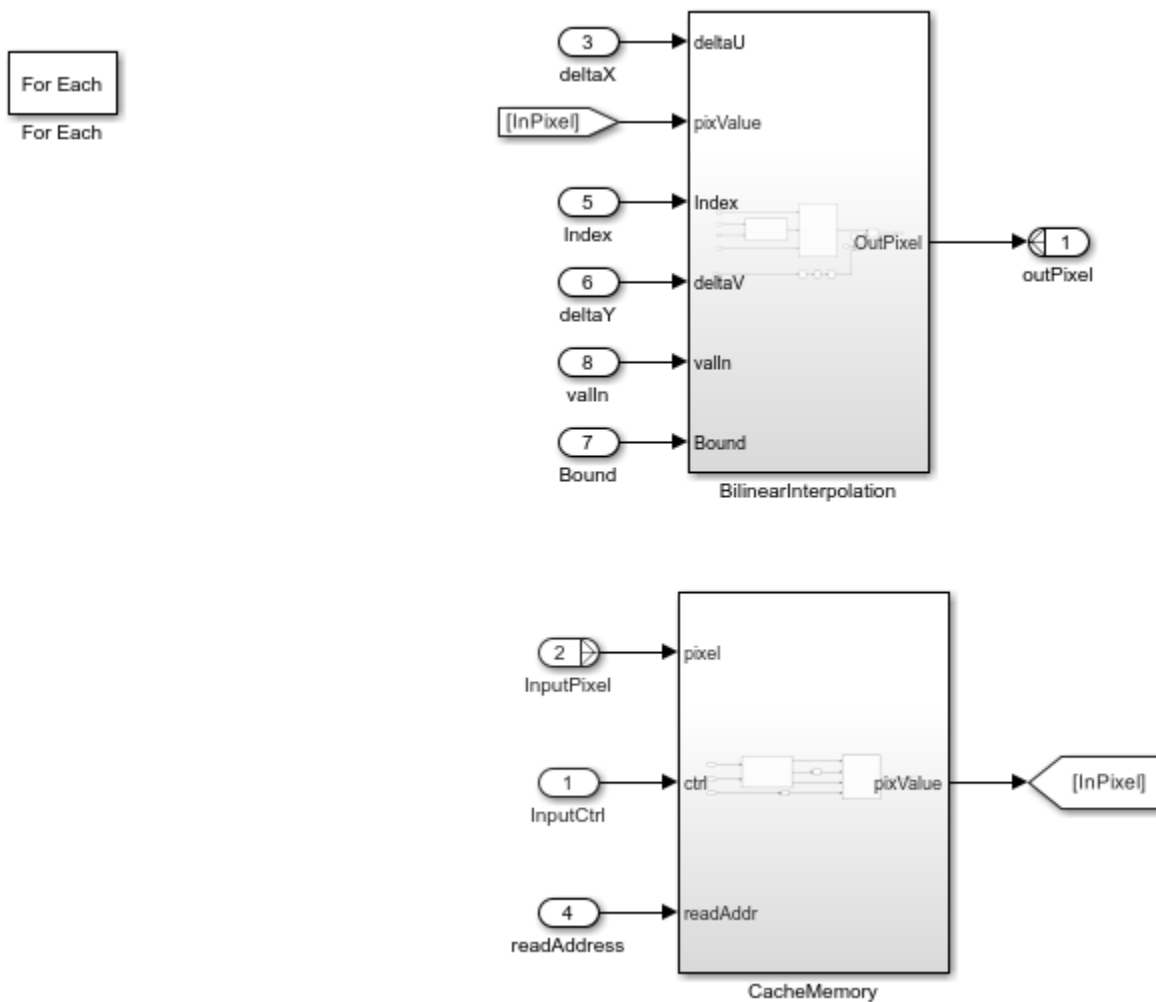 For Each
For Each
3
deltaX
deltaU
[InPixel]
pixValue
5
Index
Index
6
deltaY
deltaV
8
valIn
valIn
7
Bound
Bound
OutPixel
1
outPixel
BilinearInterpolation
2
InputPixel
pixel
1
InputCtrl
ctrl
4
readAddress
readAddr
pixValue
[InPixel]
CacheMemory